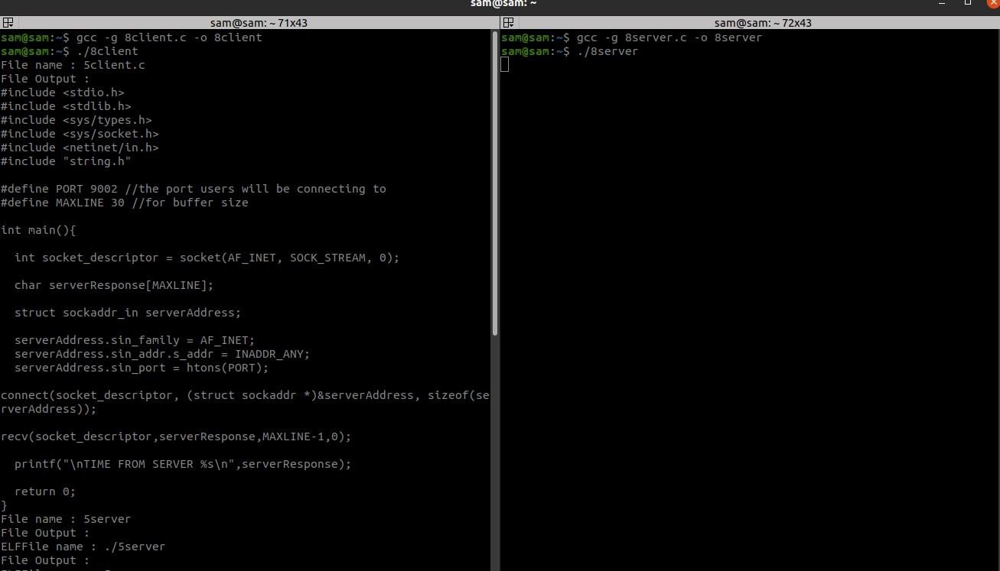 sam@sam: ~
sam@sam: ~ 71x43
sam@sam:~$ gcc -g 8client.c -o 8client
sam@sam:~$ ./8client
File name : 5client.c
File Output :
#include <stdio.h>
#include <stdlib.h>
#include <sys/types.h>
#include <sys/socket.h>
#include <netinet/in.h>
#include "string.h"
#define PORT 9002 //the port users will be connecting to
#define MAXLINE 30 //for buffer size
int main(){
int socket_descriptor = socket(AF_INET, SOCK_STREAM, 0);
char serverResponse[MAXLINE];
struct sockaddr_in serverAddress;
serverAddress.sin_family = AF_INET;
serverAddress.sin_addr.s_addr = INADDR_ANY;
serverAddress.sin_port = htons(PORT);
connect(socket_descriptor, (struct sockaddr *)&serverAddress, sizeof(se
rverAddress));
recv(socket_descriptor,serverResponse,MAXLINE-1,0);
printf("\nTIME FROM SERVER %s\n",serverResponse);
return 0;
}
File name : 5server
File Output :
ELFFile name : ./5server
File Output :
sam@sam: ~ 72x43
sam@sam:~$ gcc -g 8server.c -o 8server
sam@sam:~$ ./8server